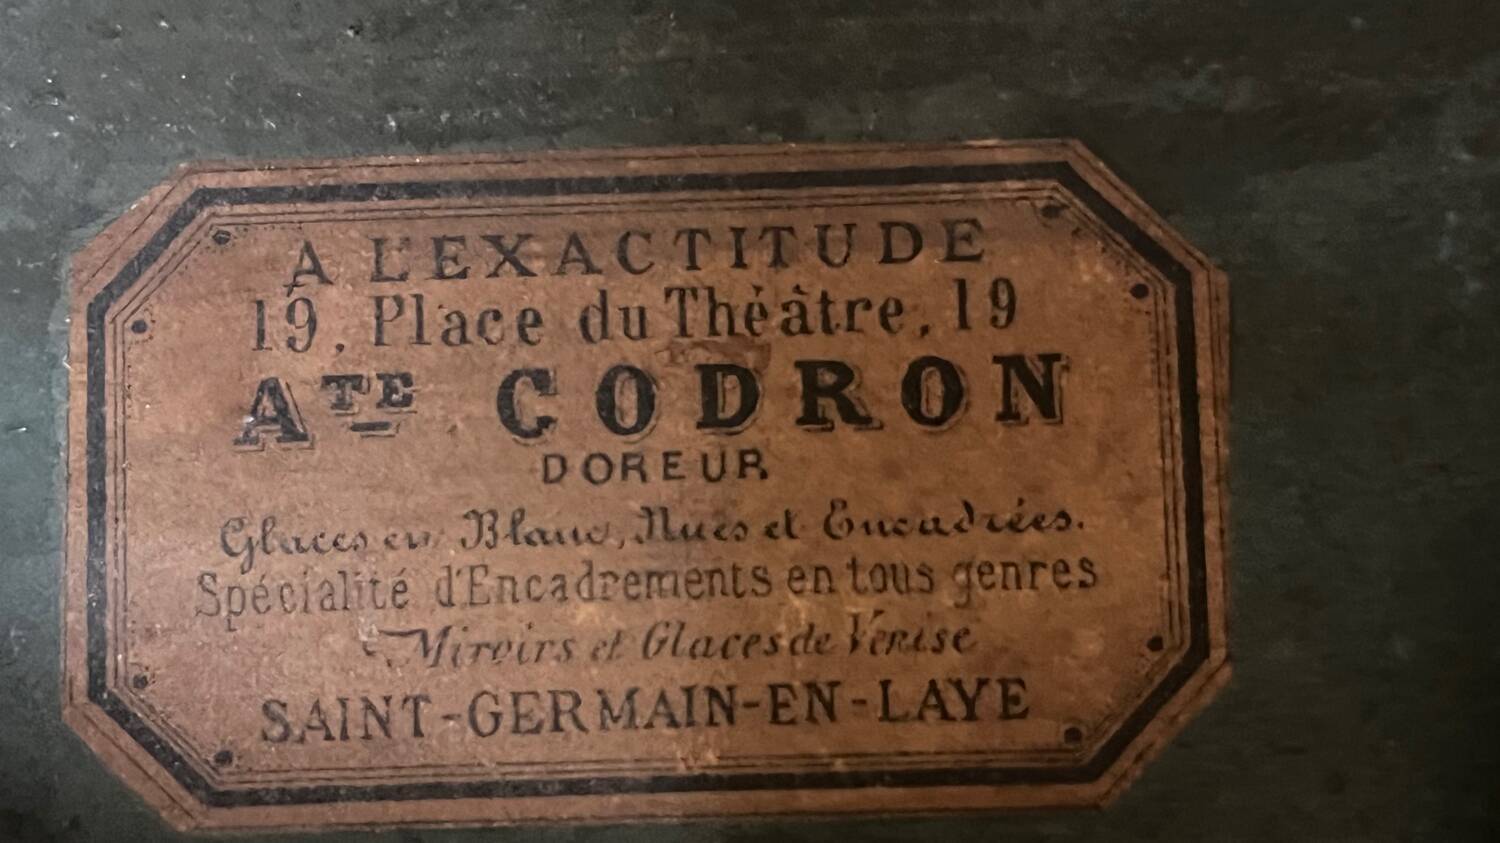 A L'EXACTITUDE
19, Place du Théâtre, 19
ATE CODRON
DOREUR
Glaces en Blanc, Nues et Encadrées.
Spécialité d'Encadrements en tous genres
Miroirs et Glaces de Venise
SAINT-GERMAIN-EN-LAYE